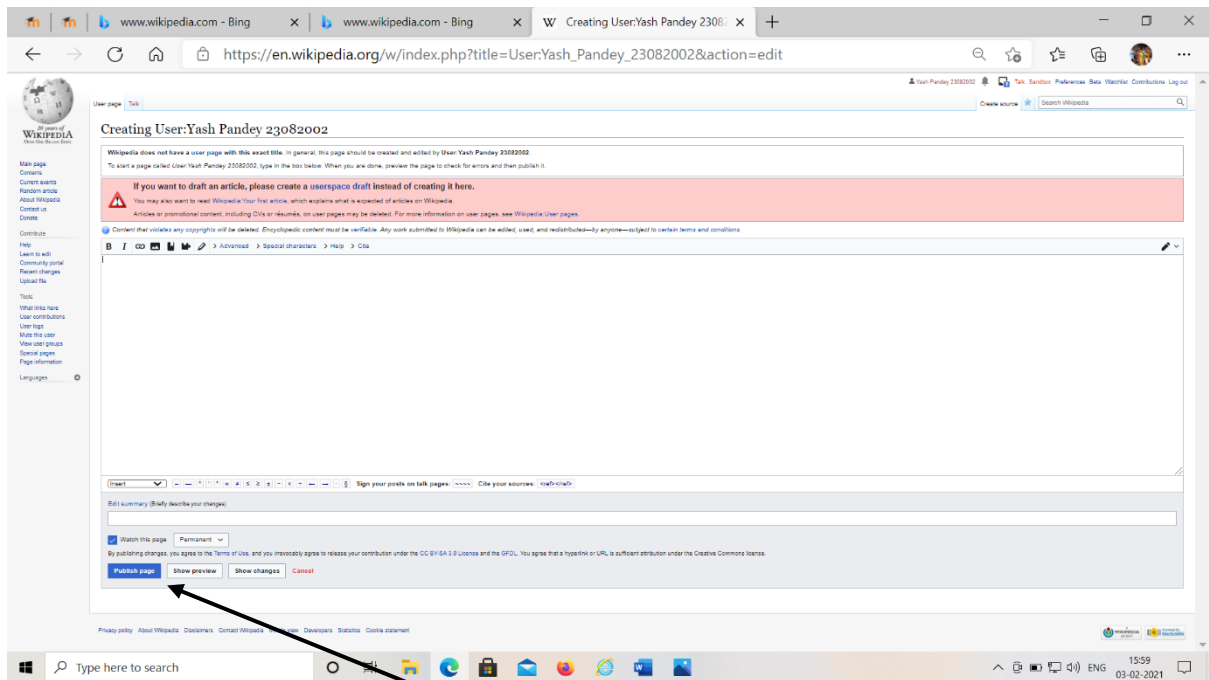 www.wikipedia.com - Bing
www.wikipedia.com - Bing
W Creating User:Yash Pandey 2308
https://en.wikipedia.org/w/index.php?title=User:Yash_Pandey_23082002&action=edit
Yash Pandey 23082002 Talk Sandbox Preferences Beta Watchlist Contributions Log out
User page Talk
Create source Search Wikipedia
20 years of
WIKIPEDIA
Over One Billion Edits
Creating User:Yash Pandey 23082002
Wikipedia does not have a user page with this exact title. In general, this page should be created and edited by User:Yash Pandey 23082002.
To start a page called User:Yash Pandey 23082002, type in the box below. When you are done, preview the page to check for errors and then publish it.
If you want to draft an article, please create a userspace draft instead of creating it here.
You may also want to read Wikipedia:Your first article, which explains what is expected of articles on Wikipedia.
Articles or promotional content, including CVs or résumés, on user pages may be deleted. For more information on user pages, see Wikipedia:User pages.
Content that violates any copyrights will be deleted. Encyclopedic content must be verifiable. Any work submitted to Wikipedia can be edited, used, and redistributed—by anyone—subject to certain terms and conditions.
B I Advanced Special characters Help Cite
Main page
Contents
Current events
Random article
About Wikipedia
Contact us
Donate
Contribute
Help
Learn to edit
Community portal
Recent changes
Upload file
Tools
What links here
User contributions
User logs
Mute this user
View user groups
Special pages
Page information
Languages
Insert Sign your posts on talk pages: ~~~~ Cite your sources: <ref></ref>
Edit summary (Briefly describe your changes)
Watch this page Permanent
By publishing changes, you agree to the Terms of Use, and you irrevocably agree to release your contribution under the CC BY-SA 3.0 License and the GFDL. You agree that a hyperlink or URL is sufficient attribution under the Creative Commons license.
Publish page Show preview Show changes Cancel
Privacy policy About Wikipedia Disclaimers Contact Wikipedia view Developers Statistics Cookie statement
Type here to search
ENG
15:59
03-02-2021